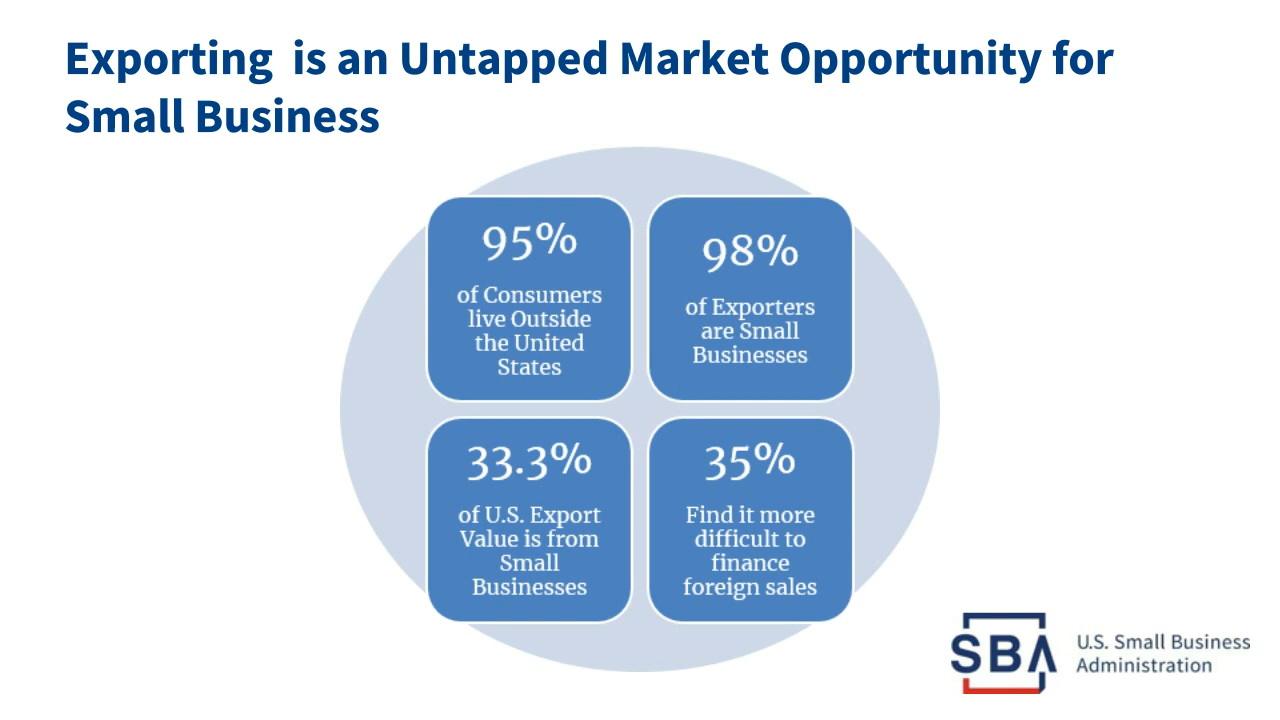 Exporting  is an Untapped Market Opportunity for
Small Business
95%
of Consumers
live Outside
the United
States
98%
of Exporters
are Small
Businesses
33.3%
of U.S. Export
Value is from
Small
Businesses
35%
Find it more
difficult to
finance
foreign sales
SBA
U.S. Small Business
Administration